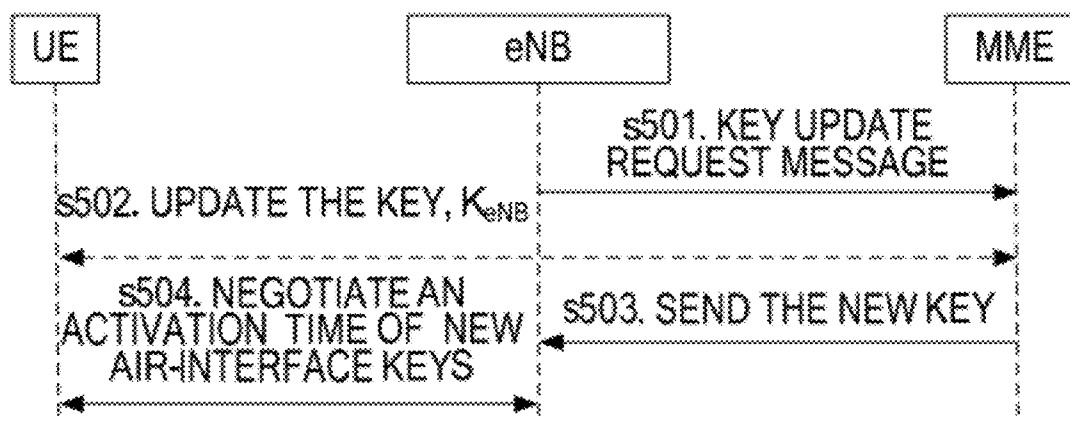 UE
eNB
MME
s501. KEY UPDATE
REQUEST MESSAGE
s502. UPDATE THE KEY, KeNB
s504. NEGOTIATE AN
ACTIVATION TIME OF NEW
AIR-INTERFACE KEYS
s503. SEND THE NEW KEY